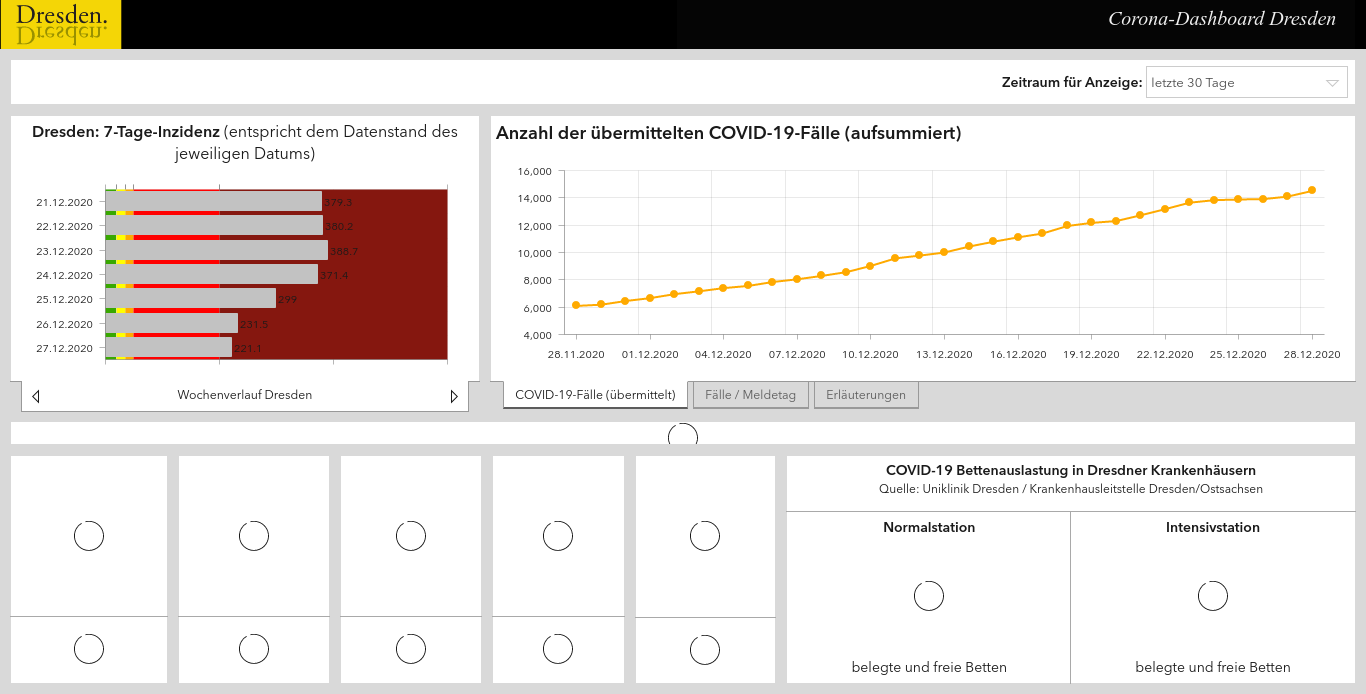 Dresden.
Corona-Dashboard Dresden
Zeitraum für Anzeige: letzte 30 Tage
Dresden: 7-Tage-Inzidenz (entspricht dem Datenstand des
jeweiligen Datums)
21.12.2020 379.3
22.12.2020 380.2
23.12.2020 388.7
24.12.2020 371.4
25.12.2020 299
26.12.2020 231.5
27.12.2020 221.1
Wochenverlauf Dresden
Anzahl der übermittelten COVID-19-Fälle (aufsummiert)
16,000
14,000
12,000
10,000
8,000
6,000
4,000
28.11.2020 01.12.2020 04.12.2020 07.12.2020 10.12.2020 13.12.2020 16.12.2020 19.12.2020 22.12.2020 25.12.2020 28.12.2020
COVID-19-Fälle (übermittelt) Fälle / Meldetag Erläuterungen
COVID-19 Bettenauslastung in Dresdner Krankenhäusern
Quelle: Uniklinik Dresden / Krankenhausleitstelle Dresden/Ostsachsen
Normalstation Intensivstation
belegte und freie Betten belegte und freie Betten